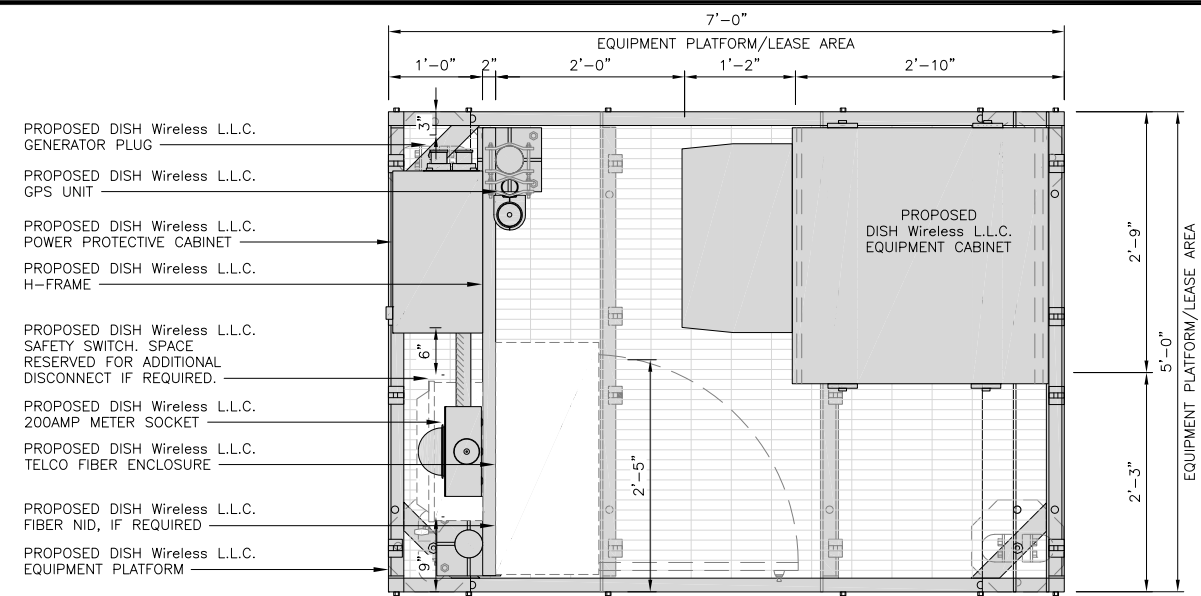 7'-0"
EQUIPMENT PLATFORM/LEASE AREA
1'-0"
2"
2'-0"
1'-2"
2'-10"
PROPOSED DISH Wireless L.L.C.
GENERATOR PLUG
PROPOSED DISH Wireless L.L.C.
GPS UNIT
PROPOSED DISH Wireless L.L.C.
POWER PROTECTIVE CABINET
PROPOSED DISH Wireless L.L.C.
H-FRAME
PROPOSED DISH Wireless L.L.C.
SAFETY SWITCH. SPACE
RESERVED FOR ADDITIONAL
DISCONNECT IF REQUIRED.
PROPOSED DISH Wireless L.L.C.
200AMP METER SOCKET
PROPOSED DISH Wireless L.L.C.
TELCO FIBER ENCLOSURE
PROPOSED DISH Wireless L.L.C.
FIBER NID, IF REQUIRED
PROPOSED DISH Wireless L.L.C.
EQUIPMENT PLATFORM
3"
6"
9"
2'-5"
PROPOSED
DISH Wireless L.L.C.
EQUIPMENT CABINET
2'-9"
2'-3"
5'-0"
EQUIPMENT PLATFORM/LEASE AREA